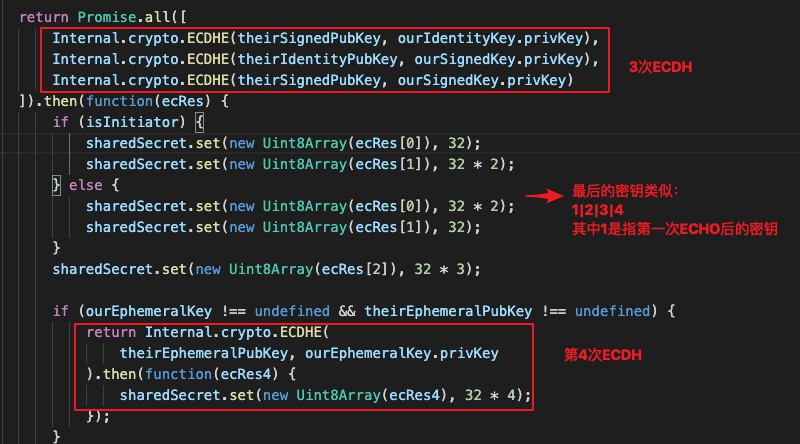 return Promise.all([
Internal.crypto.ECDHE(theirSignedPubKey, ourIdentityKey.privKey),
Internal.crypto.ECDHE(theirIdentityPubKey, ourSignedKey.privKey),
Internal.crypto.ECDHE(theirSignedPubKey, ourSignedKey.privKey)
3次ECDH
]).then(function(ecRes) {
if (isInitiator) {
sharedSecret.set(new Uint8Array(ecRes[0]), 32);
sharedSecret.set(new Uint8Array(ecRes[1]), 32 * 2);
} else {
sharedSecret.set(new Uint8Array(ecRes[0]), 32 * 2);
sharedSecret.set(new Uint8Array(ecRes[1]), 32);
}
最后的密钥类似:
1|2|3|4
其中1是指第一次ECHO后的密钥
sharedSecret.set(new Uint8Array(ecRes[2]), 32 * 3);
if (ourEphemeralKey !== undefined && theirEphemeralPubKey !== undefined) {
return Internal.crypto.ECDHE(
theirEphemeralPubKey, ourEphemeralKey.privKey
).then(function(ecRes4) {
sharedSecret.set(new Uint8Array(ecRes4), 32 * 4);
});
第4次ECDH
}